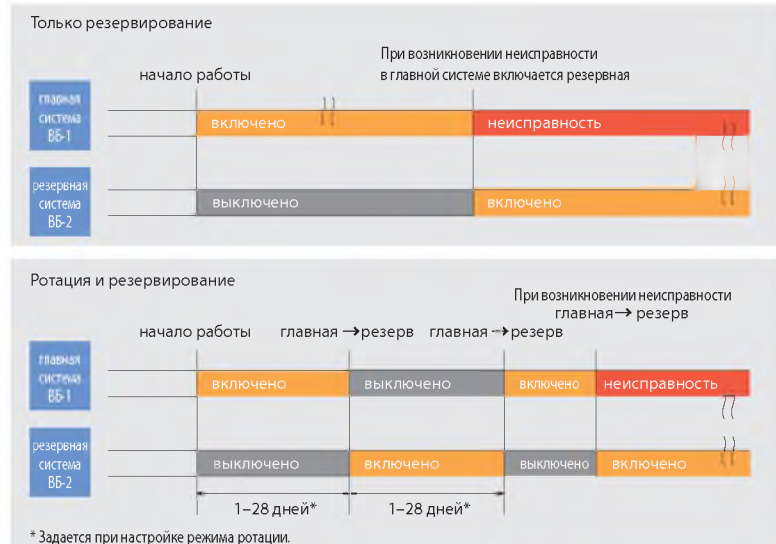 Только резервирование
При возникновении неисправности
в главной системе включается резервная
начало работы
главная
система
ВБ-1
включено
неисправность
резервная
система
ВБ-2
выключено
включено
Ротация и резервирование
При возникновении неисправности
главная → резерв
начало работы
главная → резерв
главная → резерв
главная
система
ВБ-1
включено
выключено
включено
неисправность
резервная
система
ВБ-2
выключено
включено
выключено
включено
1–28 дней*
1–28 дней*
* Задается при настройке режима ротации.